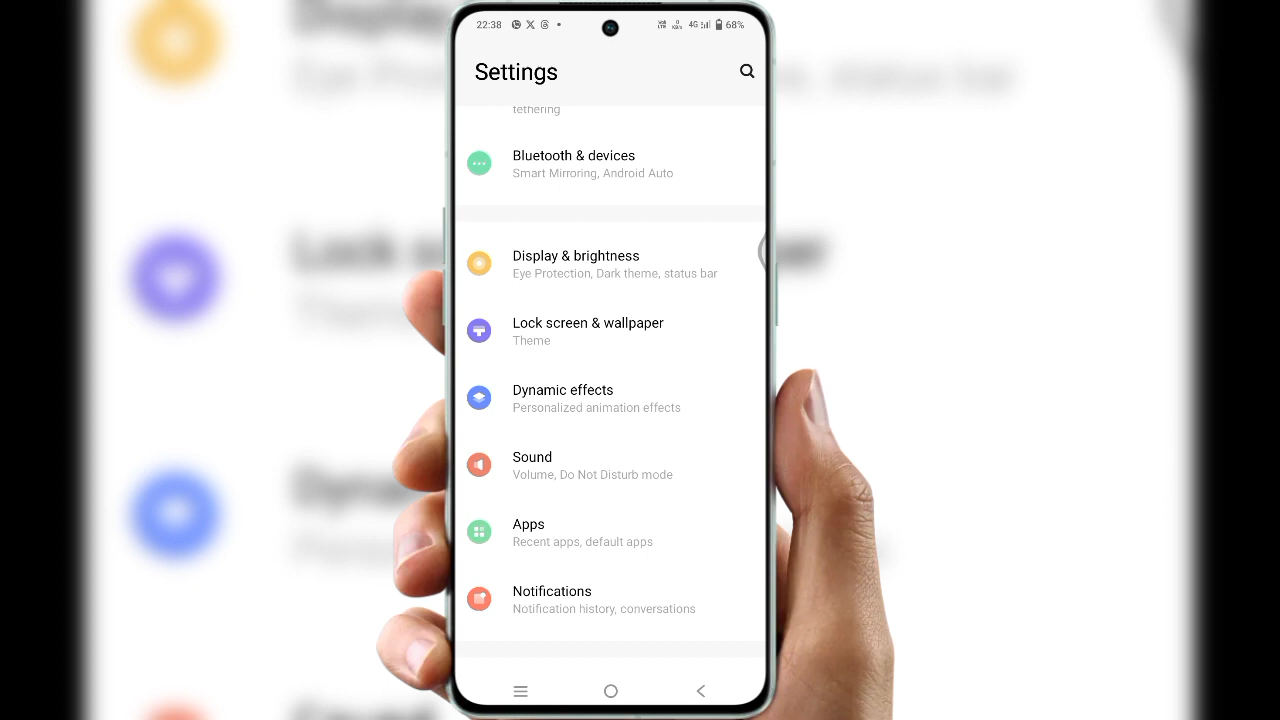 22:38 68%
4G
Settings
tethering
Bluetooth & devices
Smart Mirroring, Android Auto
Display & brightness
Eye Protection, Dark theme, status bar
Lock screen & wallpaper
Theme
Dynamic effects
Personalized animation effects
Sound
Volume, Do Not Disturb mode
Apps
Recent apps, default apps
Notifications
Notification history, conversations